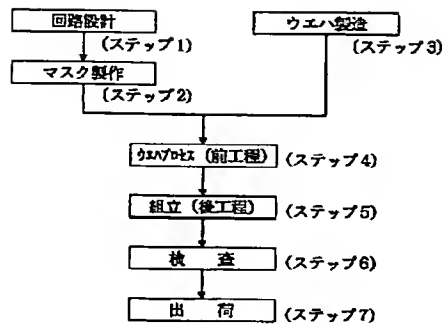 回路設計
(ステップ1)
ウエハ製造
(ステップ3)
マスク製作
(ステップ2)
ウエハプロセス (前工程)
(ステップ4)
組立 (後工程)
(ステップ5)
検 査
(ステップ6)
出 荷
(ステップ7)